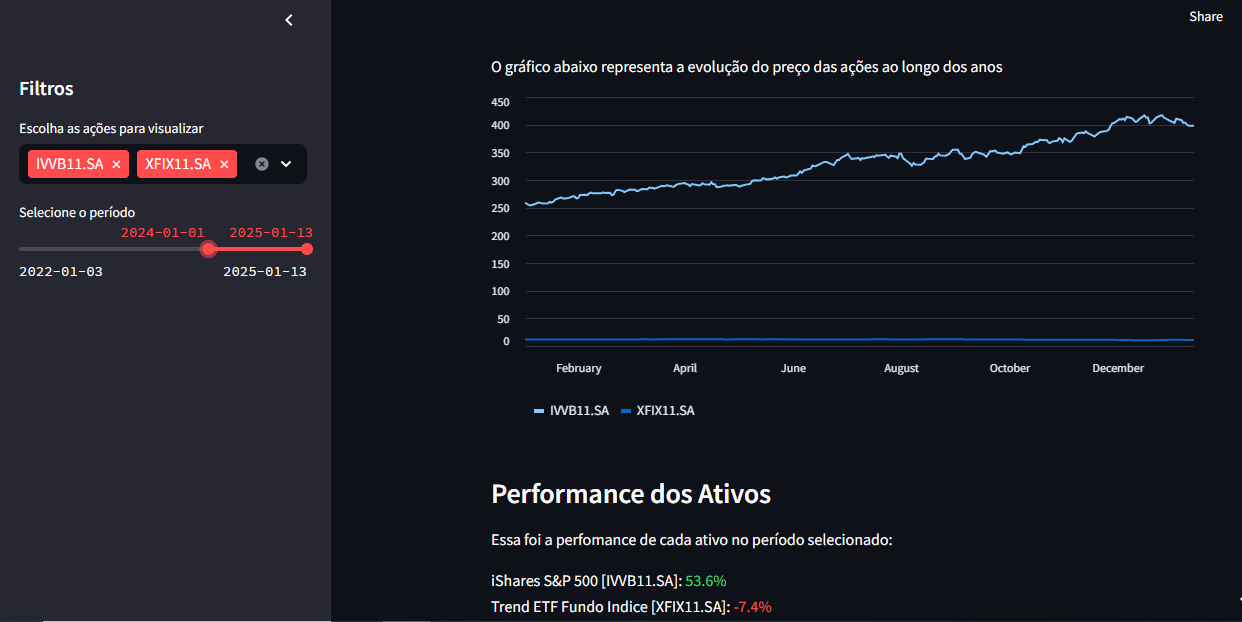 Share
Filtros
Escolha as ações para visualizar
IVVB11.SA × XFIX11.SA ×
Selecione o período
2024-01-01 2025-01-13
2022-01-03 2025-01-13
O gráfico abaixo representa a evolução do preço das ações ao longo dos anos
450
400
350
300
250
200
150
100
50
0
February April June August October December
IVVB11.SA XFIX11.SA
Performance dos Ativos
Essa foi a perfomance de cada ativo no período selecionado:
iShares S&P 500 [IVVB11.SA]: 53.6%
Trend ETF Fundo Indice [XFIX11.SA]: -7.4%